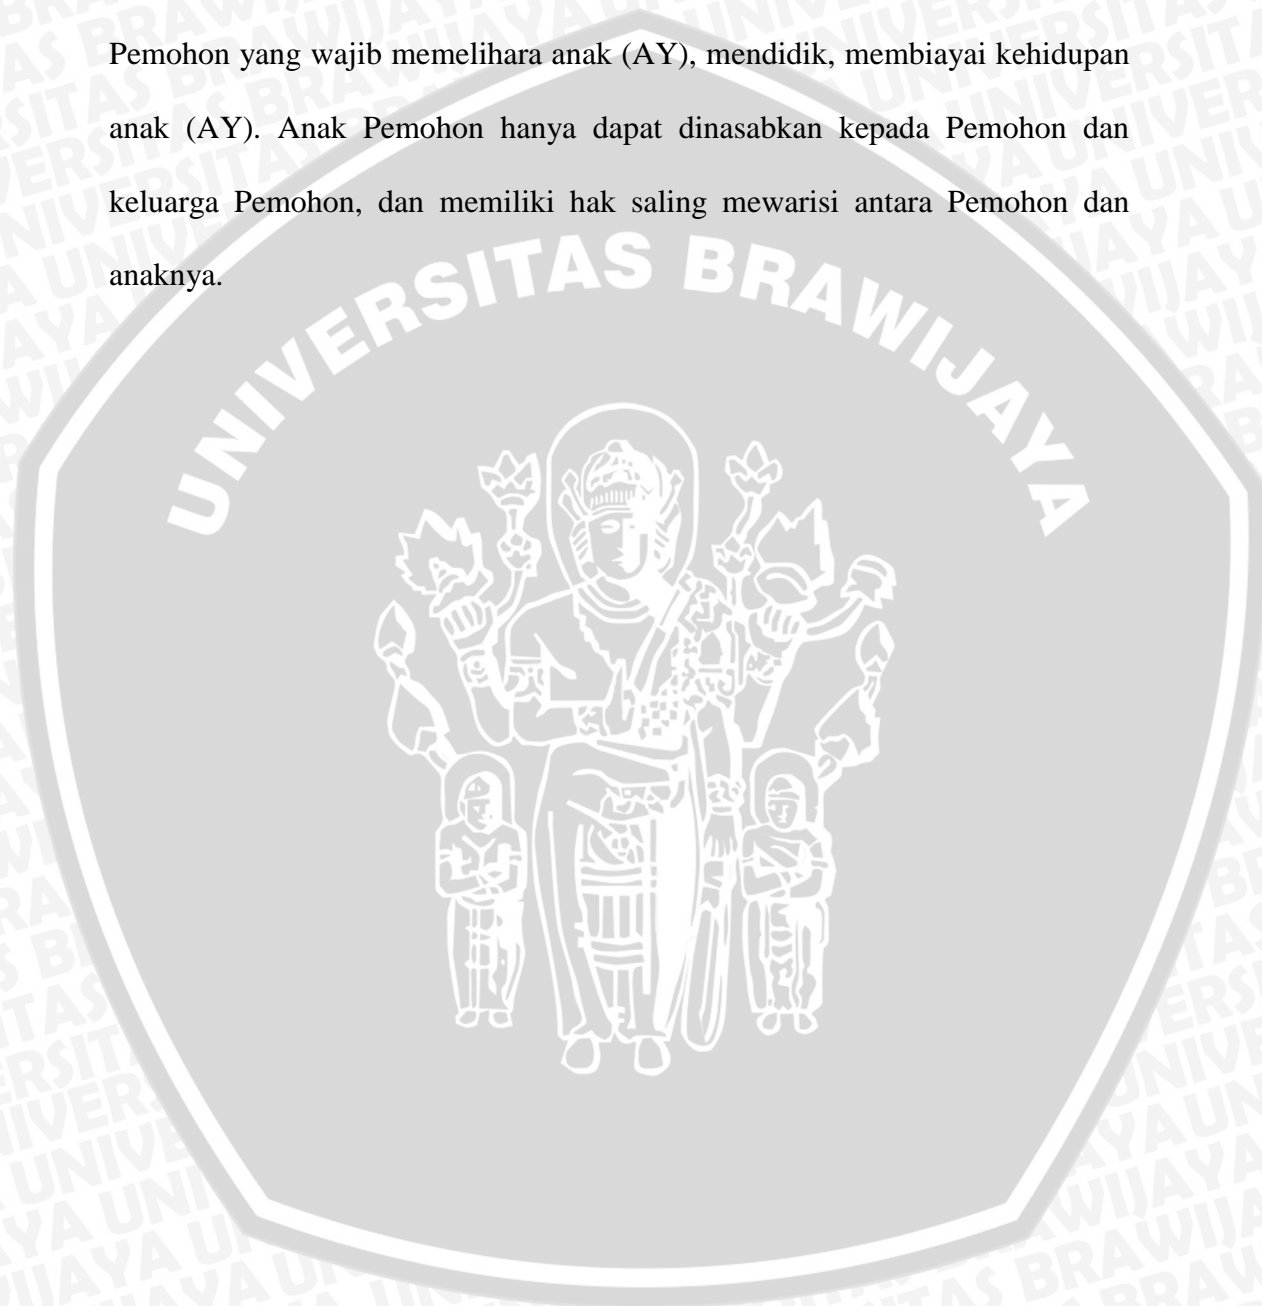 Pemohon yang wajib memelihara anak (AY), mendidik, membiayai kehidupan
anak (AY). Anak Pemohon hanya dapat dinasabkan kepada Pemohon dan
keluarga Pemohon, dan memiliki hak saling mewarisi antara Pemohon dan
anaknya.
UNIVERSITAS BRAWIJAYA